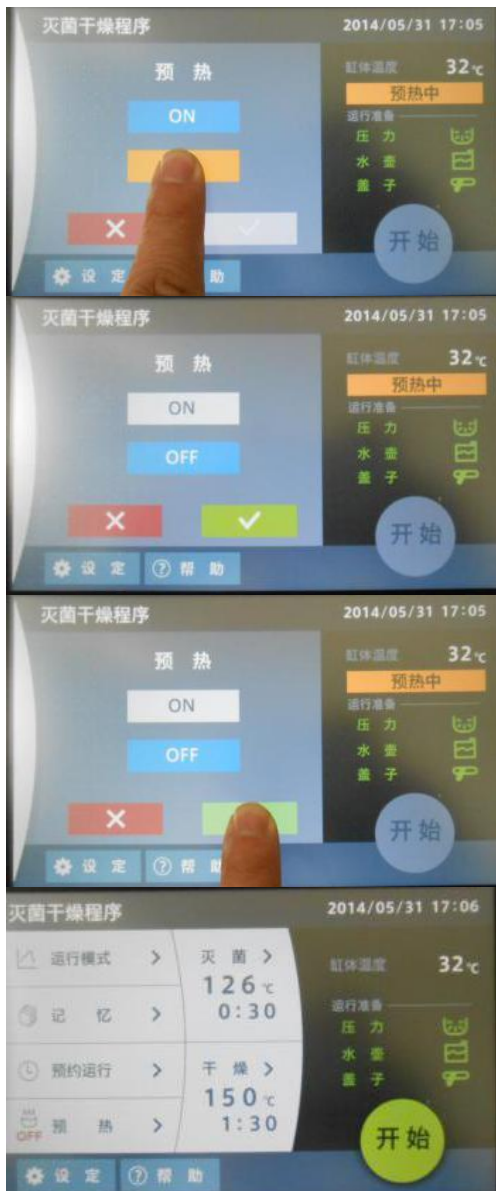 灭菌干燥程序 2014/05/31 17:05
预 热
缸体温度 32℃
ON
预热中
运行准备
压 力
水 壶
盖 子
开始
设 定 助
灭菌干燥程序 2014/05/31 17:05
预 热
缸体温度 32℃
ON
预热中
运行准备
压 力
OFF
水 壶
盖 子
开始
设 定 ? 帮 助
灭菌干燥程序 2014/05/31 17:05
预 热
缸体温度 32℃
ON
预热中
运行准备
压 力
OFF
水 壶
盖 子
开始
设 定 ? 帮 助
灭菌干燥程序 2014/05/31 17:06
运行模式 >
灭 菌 >
缸体温度 32℃
126℃
记 忆 >
0:30
运行准备
压 力
预约运行 >
干 燥 >
水 壶
盖 子
150℃
OFF 预 热 >
1:30
开始
设 定 ? 帮 助